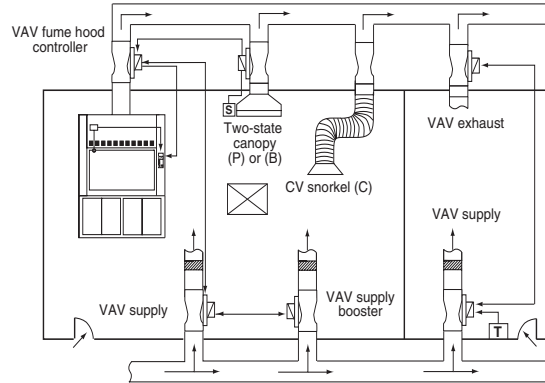 VAV fume hood
controller
S
Two-state
canopy
(P) or (B)
CV snorkel (C)
VAV exhaust
VAV supply
VAV supply
VAV supply
booster
T